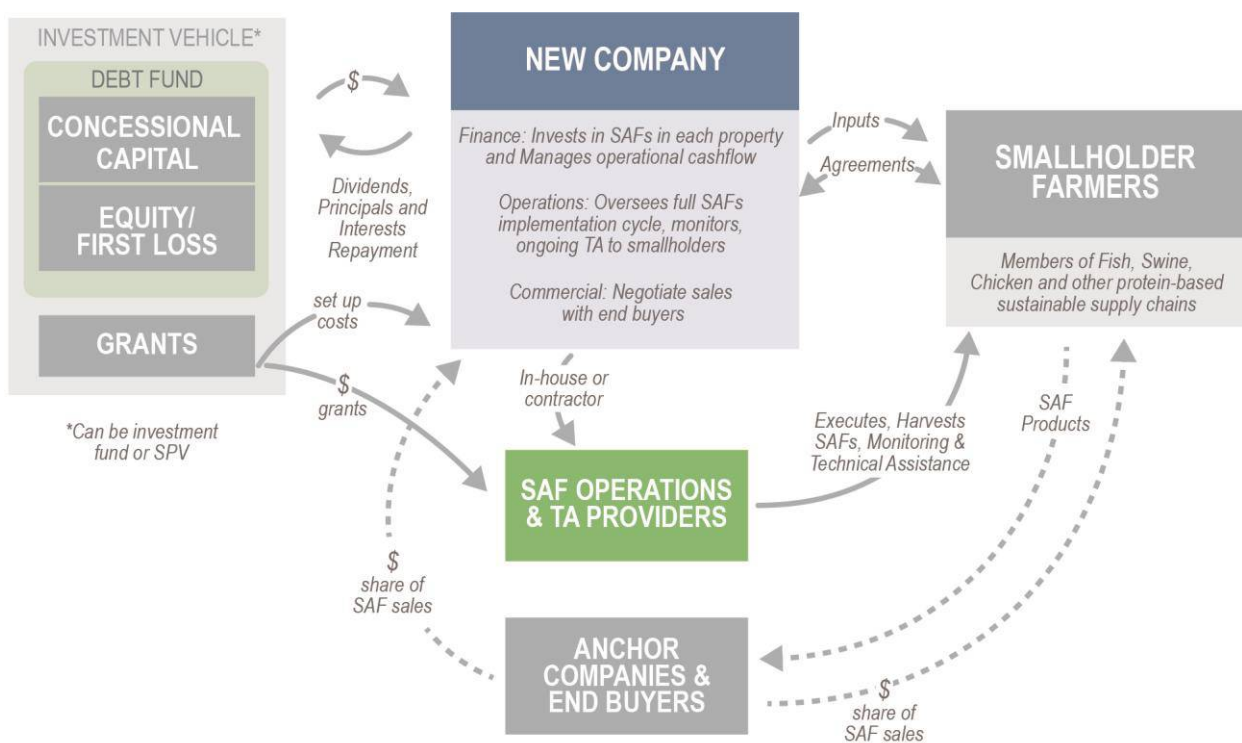 INVESTMENT VEHICLE*
DEBT FUND
CONCESSIONAL
CAPITAL
EQUITY/
FIRST LOSS
GRANTS
*Can be investment
fund or SPV
$
Dividends,
Principals and
Interests
Repayment
set up
costs
$
grants
NEW COMPANY
Finance: Invests in SAFs in each property
and Manages operational cashflow
Operations: Oversees full SAFs
implementation cycle, monitors,
ongoing TA to smallholders
Commercial: Negotiate sales
with end buyers
Inputs
Agreements
SMALLHOLDER
FARMERS
Members of Fish, Swine,
Chicken and other protein-based
sustainable supply chains
In-house or
contractor
SAF OPERATIONS
& TA PROVIDERS
Executes, Harvests
SAFs, Monitoring &
Technical Assistance
SAF
Products
$
share of
SAF sales
ANCHOR
COMPANIES &
END BUYERS
$
share of
SAF sales